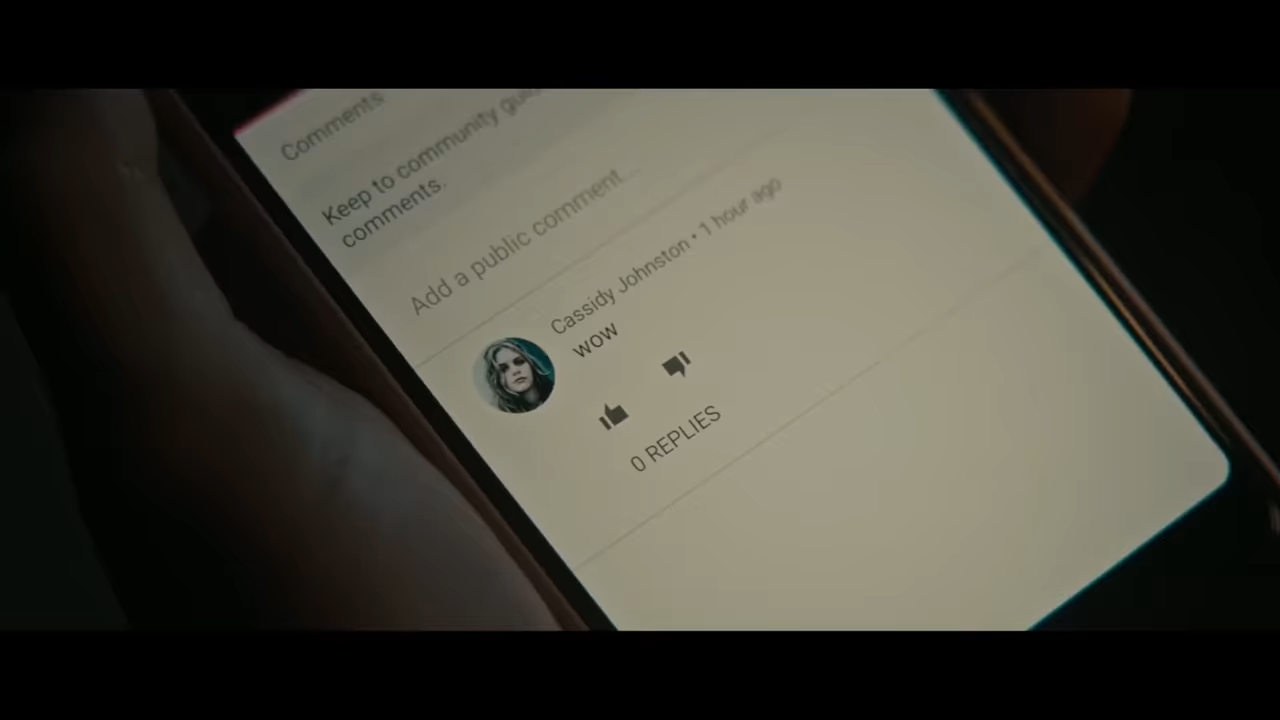 Comments
Keep to community
comments.
Add a public comment...
Cassidy Johnston • 1 hour ago
wow
0 REPLIES